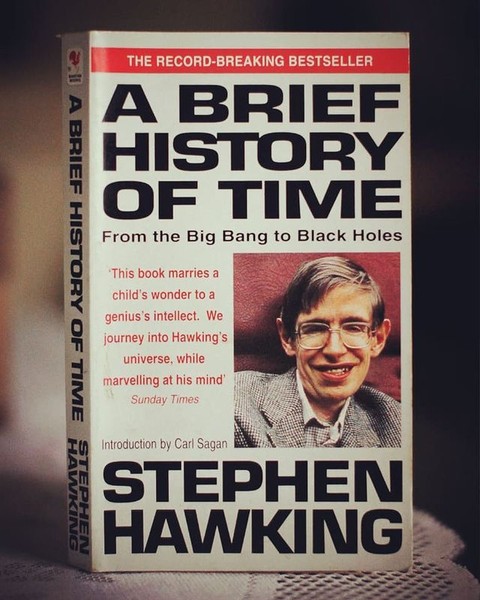 THE RECORD-BREAKING BESTSELLER
A BRIEF
HISTORY
OF TIME
From the Big Bang to Black Holes
'This book marries a
child's wonder to a
genius's intellect. We
journey into Hawking's
universe, while
marvelling at his mind'
Sunday Times
Introduction by Carl Sagan
STEPHEN
HAWKING
A BRIEF HISTORY OF TIME
STEPHEN
HAWKING